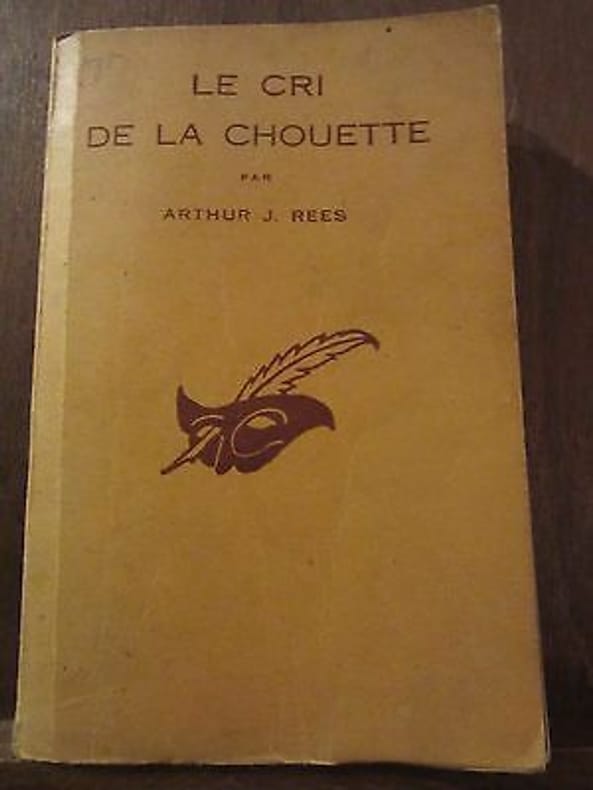 LE CRI
DE LA CHOUETTE
PAR
ARTHUR J. REES